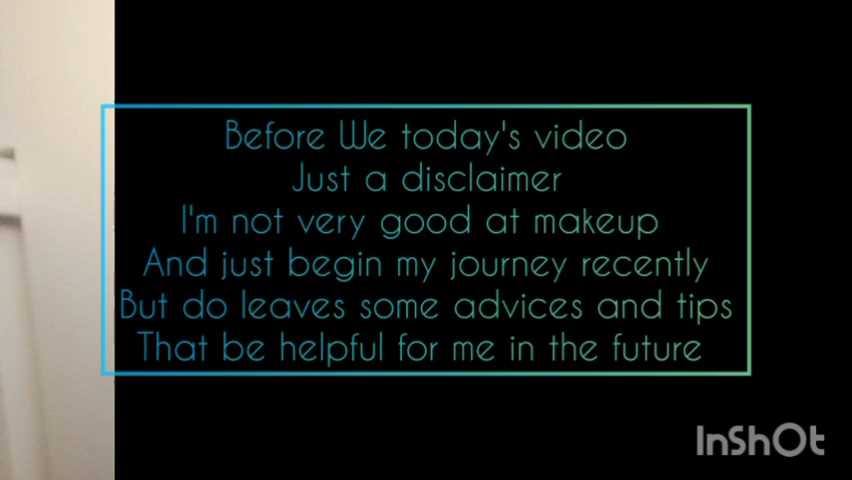 Before We today's video
Just a disclaimer
I'm not very good at makeup
And just begin my journey recently
But do leaves some advices and tips
That be helpful for me in the future
InShOt